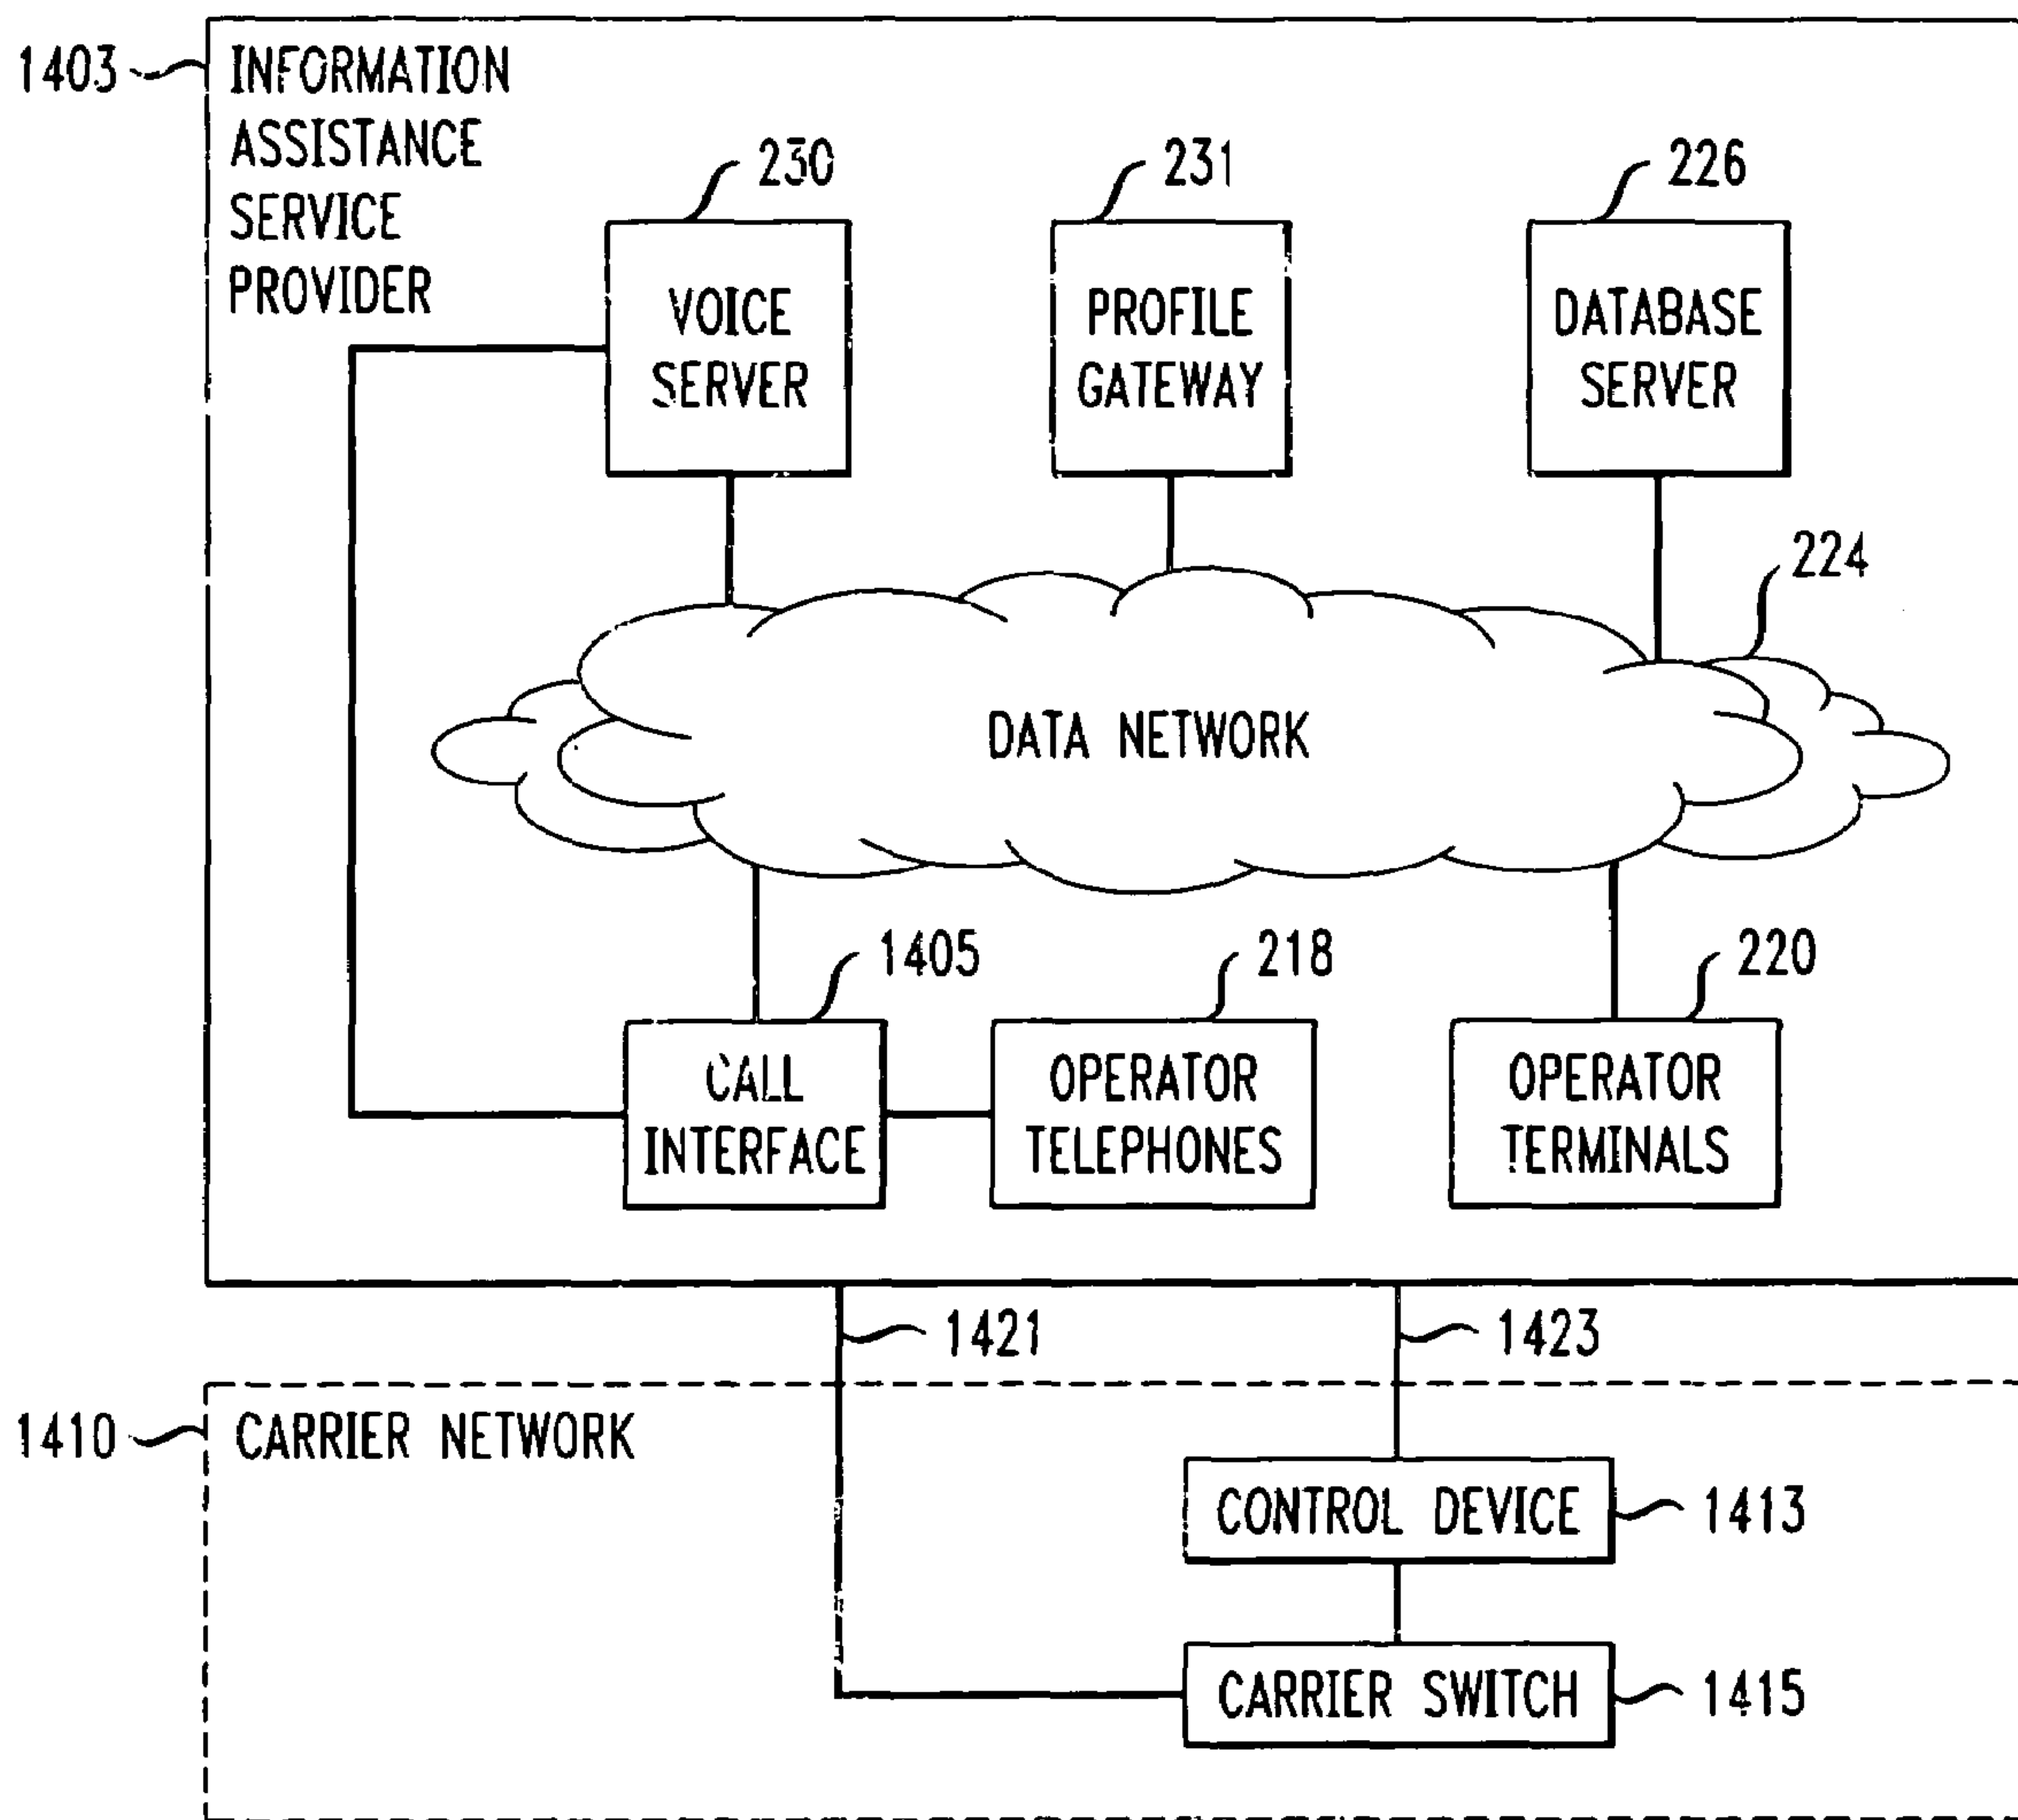 1403
INFORMATION
ASSISTANCE
SERVICE
PROVIDER
230
231
226
VOICE
SERVER
PROFILE
GATEWAY
DATABASE
SERVER
224
DATA NETWORK
1405
218
220
CALL
INTERFACE
OPERATOR
TELEPHONES
OPERATOR
TERMINALS
1421
1423
1410
CARRIER NETWORK
CONTROL DEVICE
1413
CARRIER SWITCH
1415